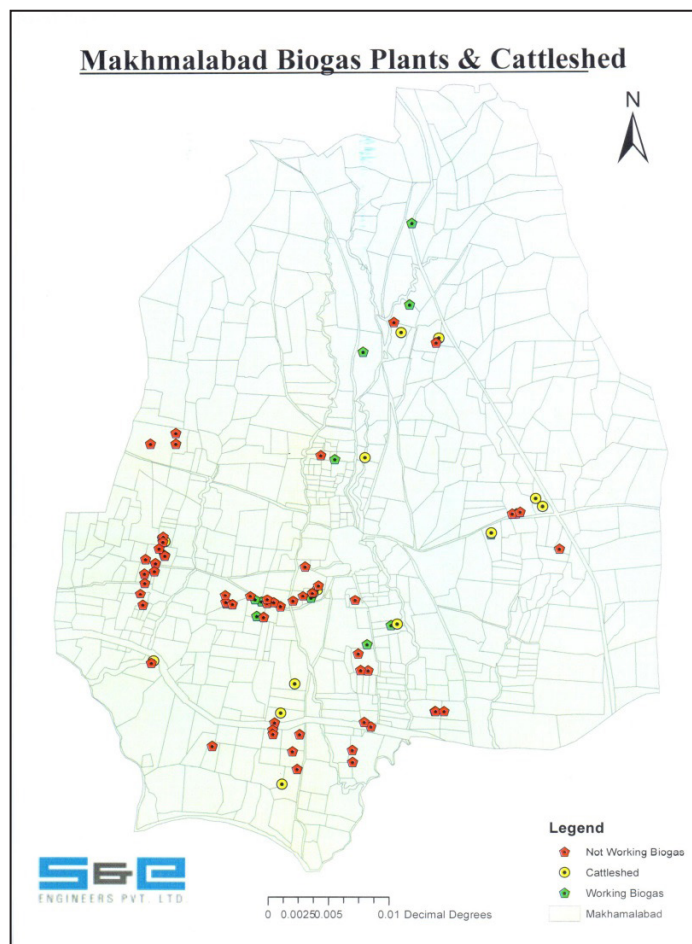 Makhmalabad Biogas Plants & Cattleshed
N
Legend
Not Working Biogas
Cattleshed
Working Biogas
Makhamalabad
S&E
ENGINEERS PVT. LTD.
0 0.0025 0.005 0.01 Decimal Degrees